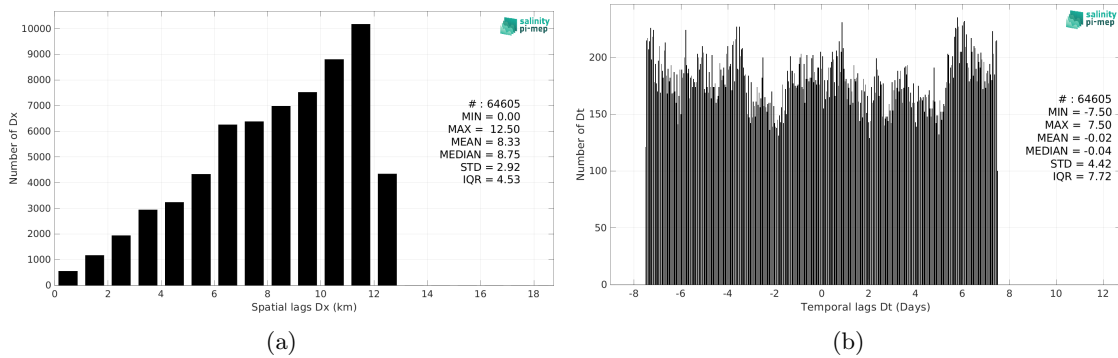 10000
9000
8000
7000
6000
5000
4000
3000
2000
1000
0
Number of Dx
0 2 4 6 8 10 12 14 16 18
Spatial lags Dx (km)
salinity
pi-mep
# : 64605
MIN = 0.00
MAX = 12.50
MEAN = 8.33
MEDIAN = 8.75
STD = 2.92
IQR = 4.53
(a)
200
150
100
50
0
Number of Dt
-8 -6 -4 -2 0 2 4 6 8 10 12
Temporal lags Dt (Days)
salinity
pi-mep
# : 64605
MIN = -7.50
MAX = 7.50
MEAN = -0.02
MEDIAN = -0.04
STD = 4.42
IQR = 7.72
(b)